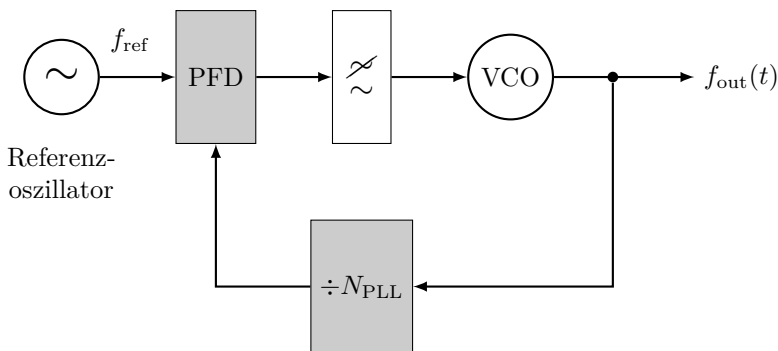 f_ref
PFD
VCO
f_out(t)
Referenz-
oszillator
÷N_PLL